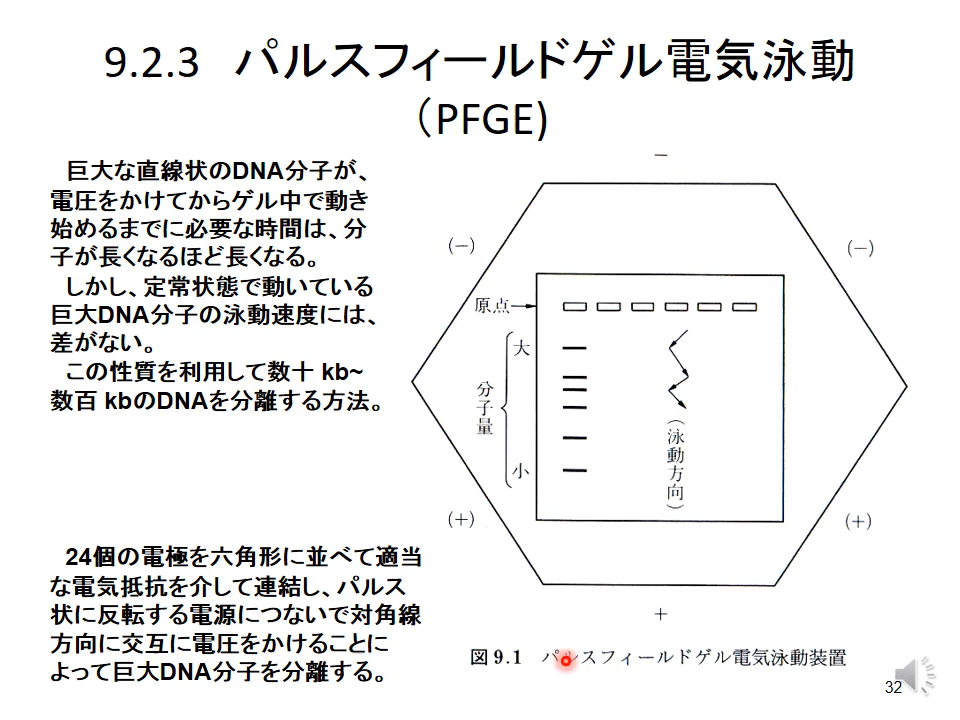 9.2.3 パルスフィールドゲル電気泳動
（PFGE)
巨大な直線状のDNA分子が、
電圧をかけてからゲル中で動き
始めるまでに必要な時間は、分
子が長くなるほど長くなる。
しかし、定常状態で動いている
巨大DNA分子の泳動速度には、
差がない。
この性質を利用して数十 kb~
数百 kbのDNAを分離する方法。
24個の電極を六角形に並べて適当
な電気抵抗を介して連結し、パルス
状に反転する電源につないで対角線
方向に交互に電圧をかけることに
よって巨大DNA分子を分離する。
－
(－)
(－)
原点
大
分子量
小
(泳動方向)
(＋)
(＋)
＋
図9.1 パルスフィールドゲル電気泳動装置
32